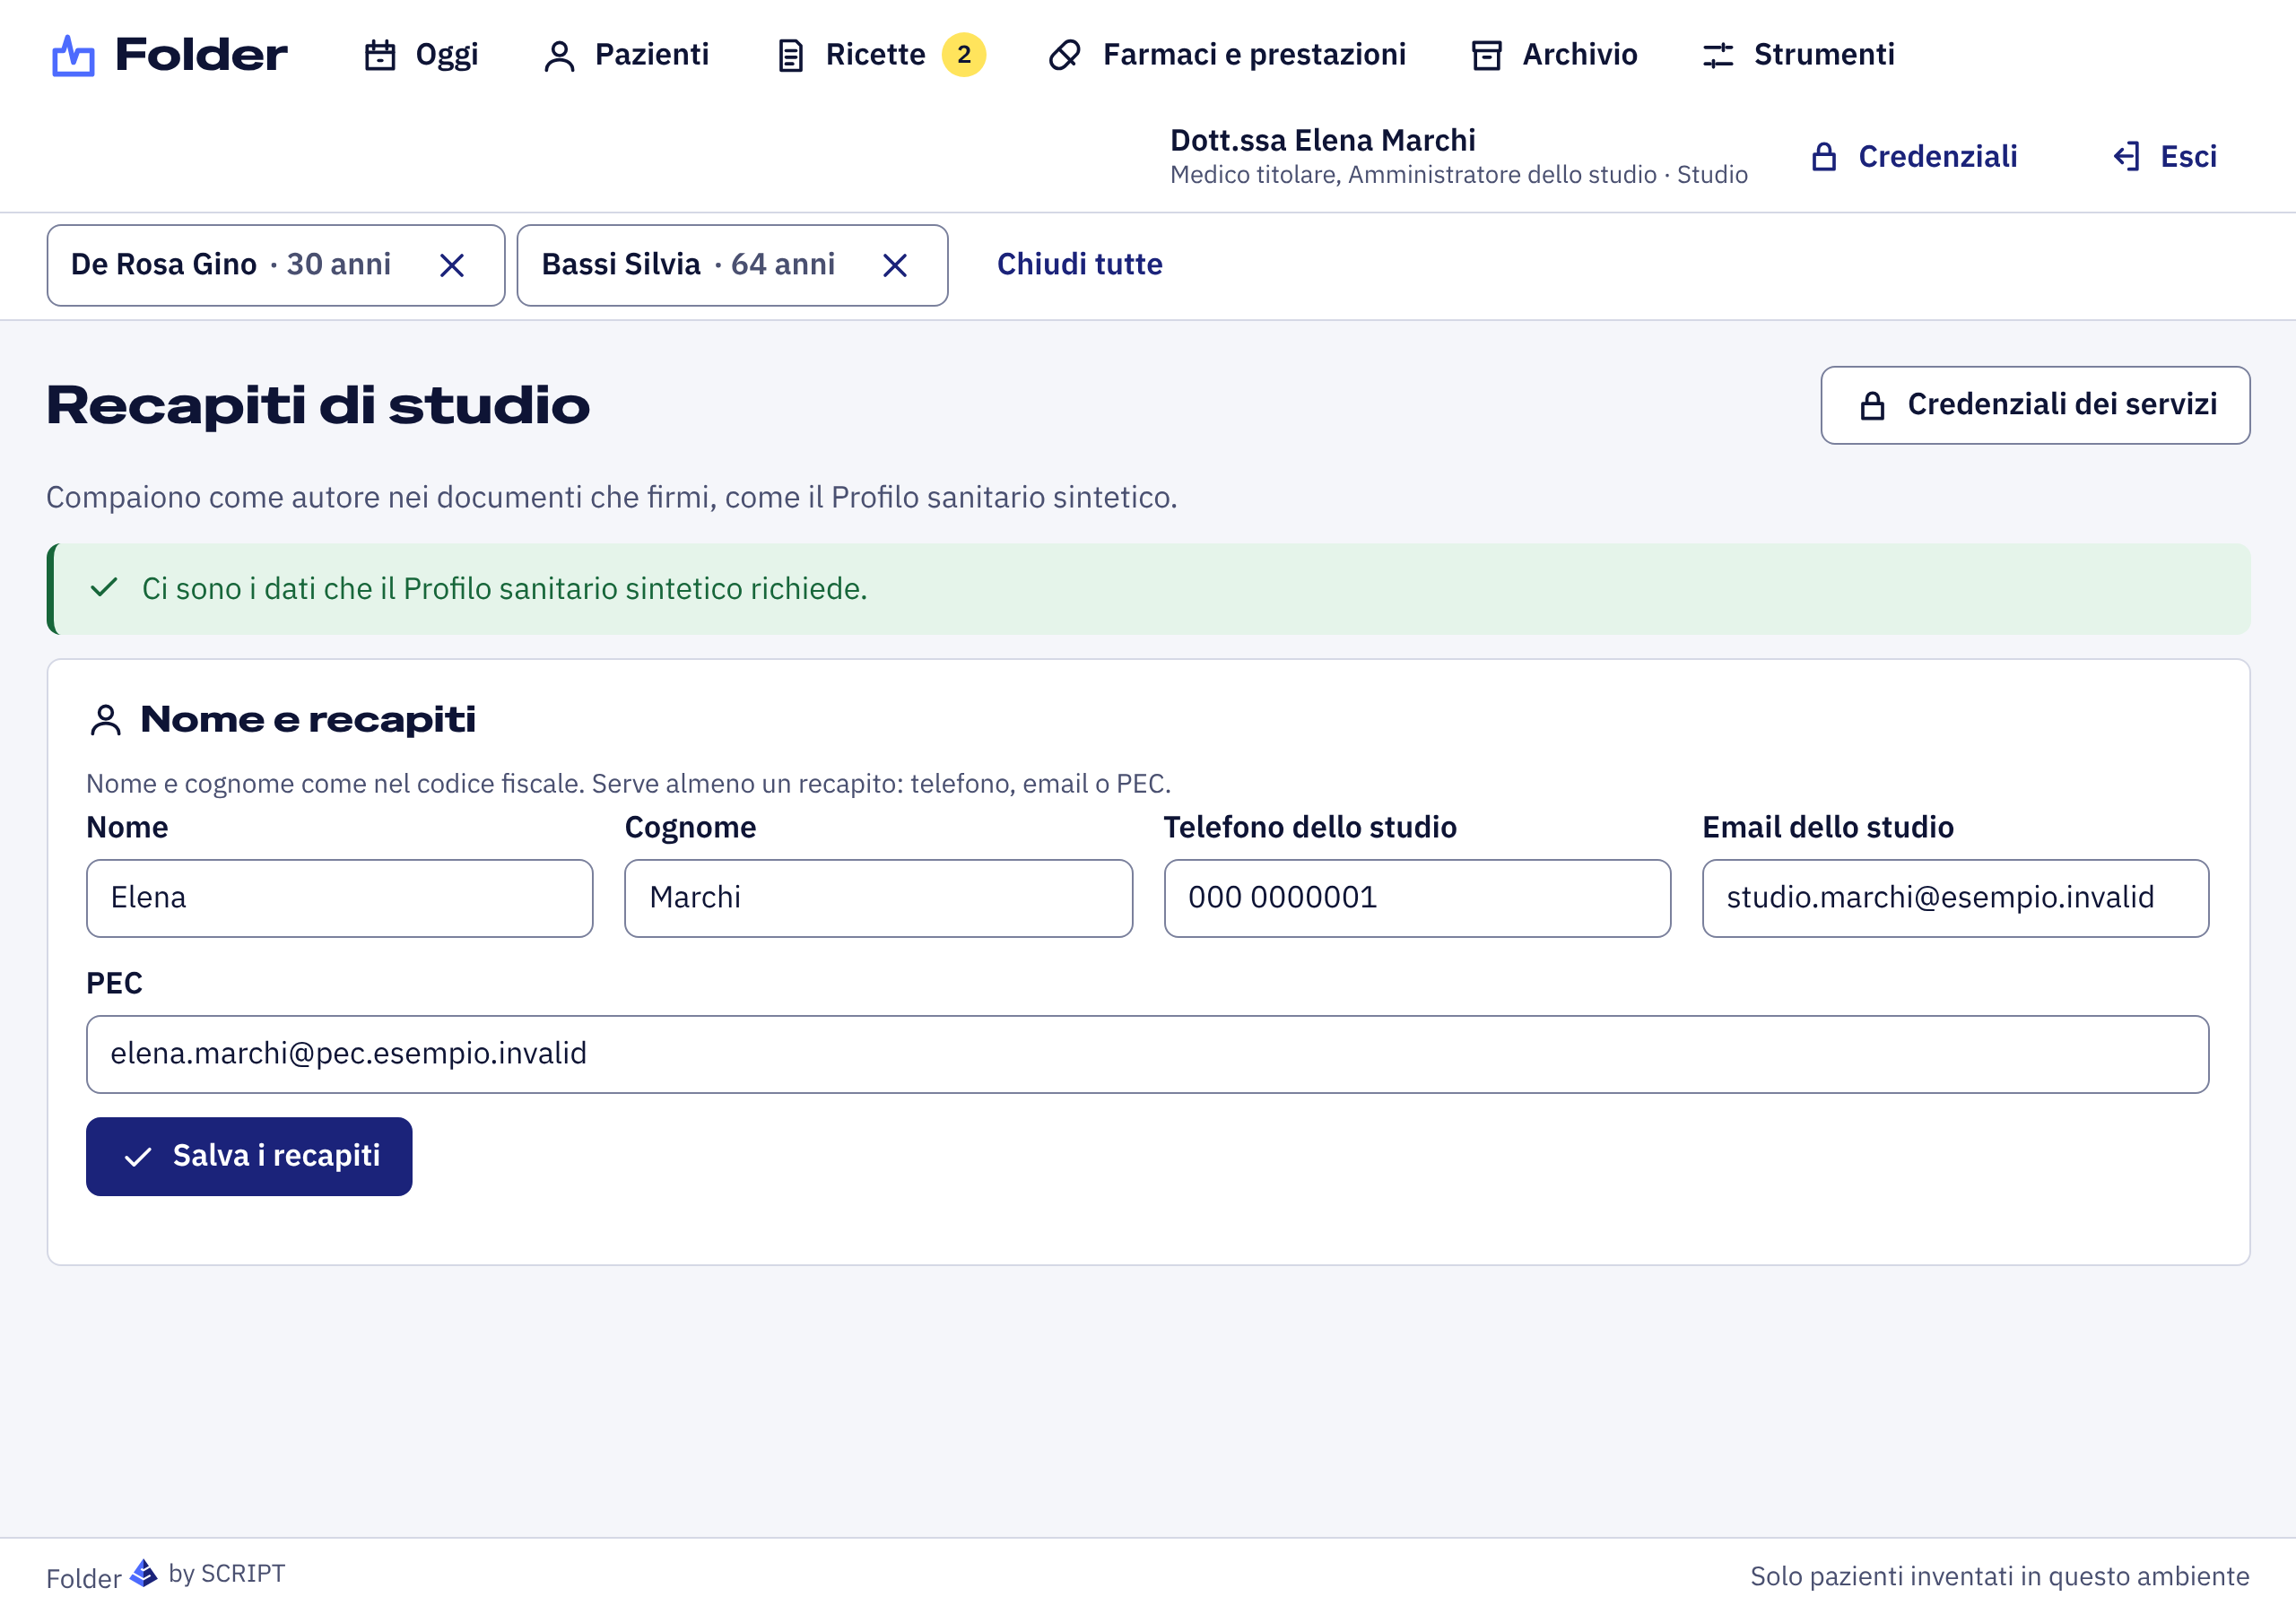 Folder
Oggi
Pazienti
Ricette 2
Farmaci e prestazioni
Archivio
Strumenti
Dott.ssa Elena Marchi
Medico titolare, Amministratore dello studio · Studio
Credenziali
Esci
De Rosa Gino · 30 anni
Bassi Silvia · 64 anni
Chiudi tutte
Recapiti di studio
Credenziali dei servizi
Compaiono come autore nei documenti che firmi, come il Profilo sanitario sintetico.
Ci sono i dati che il Profilo sanitario sintetico richiede.
Nome e recapiti
Nome e cognome come nel codice fiscale. Serve almeno un recapito: telefono, email o PEC.
Nome
Elena
Cognome
Marchi
Telefono dello studio
000 0000001
Email dello studio
studio.marchi@esempio.invalid
PEC
elena.marchi@pec.esempio.invalid
Salva i recapiti
Folder by SCRIPT
Solo pazienti inventati in questo ambiente